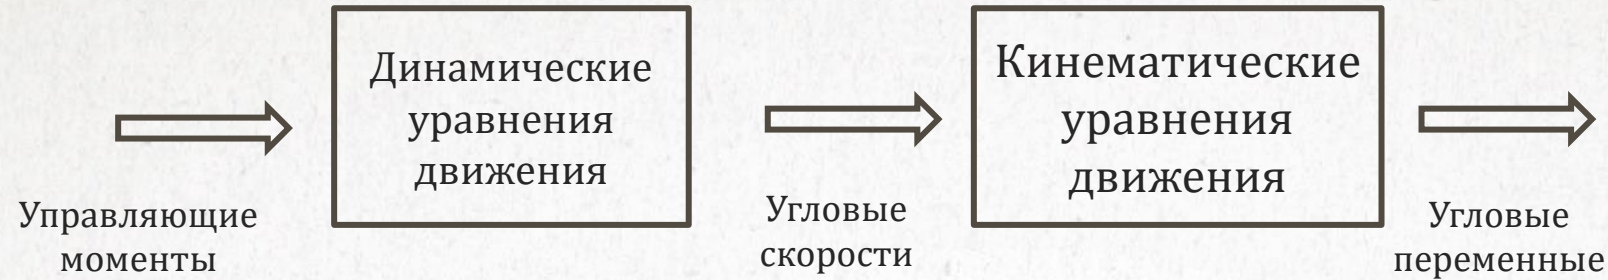 Динамические
уравнения
движения
Кинематические
уравнения
движения
Управляющие
моменты
Угловые
скорости
Угловые
переменные